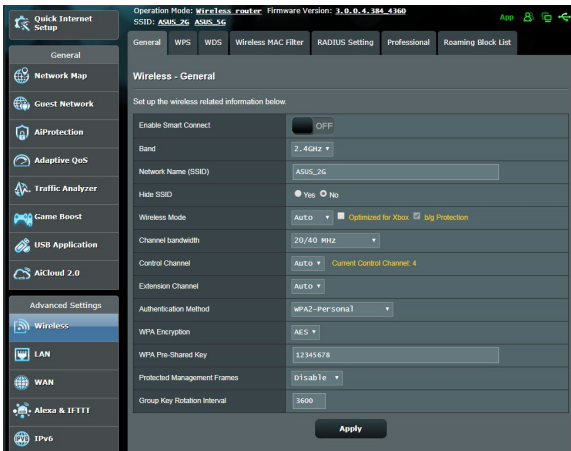 Quick Internet
Setup
Operation Mode: Wireless router Firmware Version: 3.0.0.4.384_4360
SSID: ASUS_2G ASUS_5G
App
General
Network Map
Guest Network
AiProtection
Adaptive QoS
Traffic Analyzer
Game Boost
USB Application
AiCloud 2.0
Advanced Settings
Wireless
LAN
WAN
Alexa & IFTTT
IPv6
General WPS WDS Wireless MAC Filter RADIUS Setting Professional Roaming Block List
Wireless - General
Set up the wireless related information below.
Enable Smart Connect OFF
Band 2.4GHz
Network Name (SSID) ASUS_2G
Hide SSID Yes No
Wireless Mode Auto Optimized for Xbox b/g Protection
Channel bandwidth 20/40 MHz
Control Channel Auto Current Control Channel: 4
Extension Channel Auto
Authentication Method WPA2-Personal
WPA Encryption AES
WPA Pre-Shared Key 12345678
Protected Management Frames Disable
Group Key Rotation Interval 3600
Apply